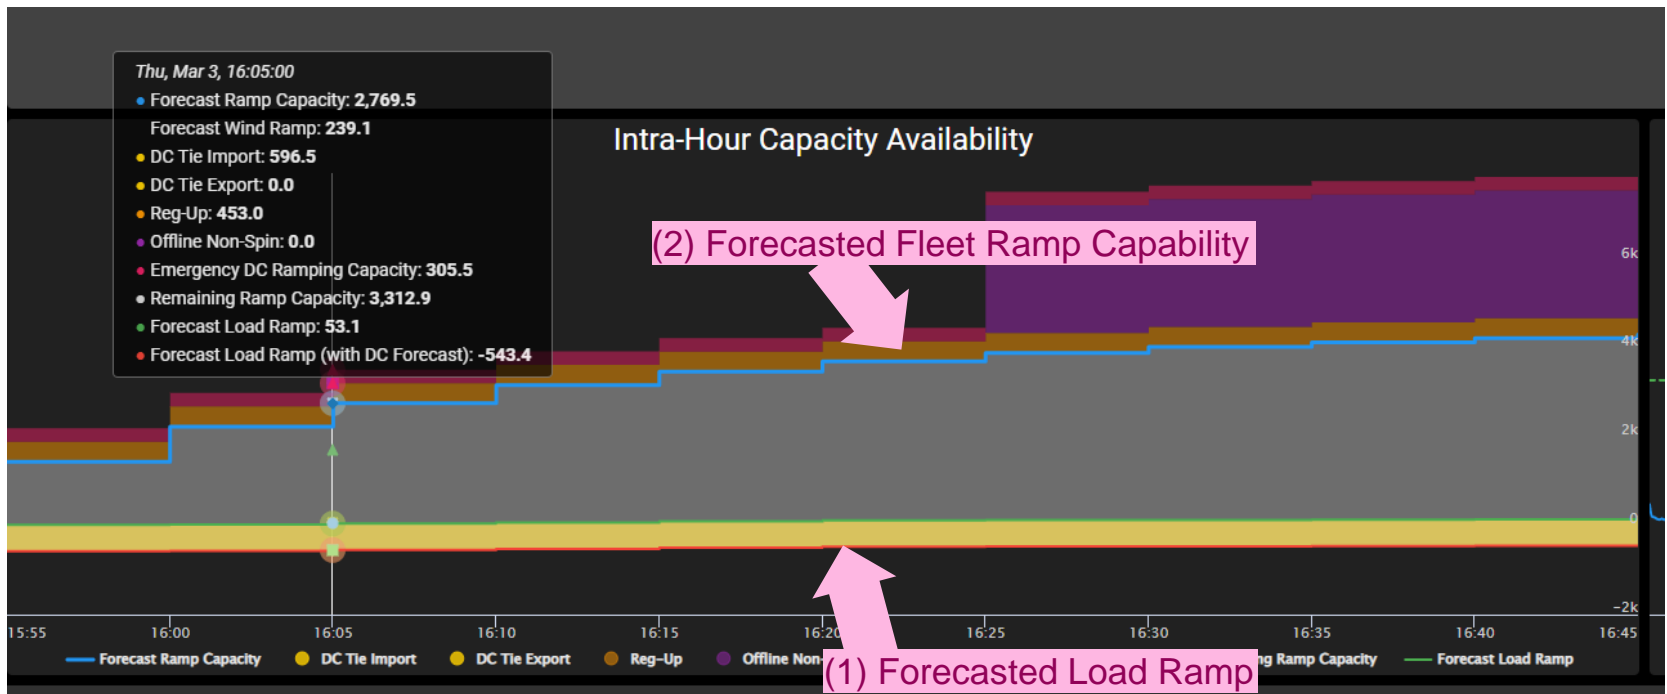 Thu, Mar 3, 16:05:00
Forecast Ramp Capacity: 2,769.5
Forecast Wind Ramp: 239.1
DC Tie Import: 596.5
DC Tie Export: 0.0
Reg-Up: 453.0
Offline Non-Spin: 0.0
Emergency DC Ramping Capacity: 305.5
Remaining Ramp Capacity: 3,312.9
Forecast Load Ramp: 53.1
Forecast Load Ramp (with DC Forecast): -543.4
Intra-Hour Capacity Availability
(2) Forecasted Fleet Ramp Capability
6k
4k
2k
0
-2k
15:55 16:00 16:05 16:10 16:15 16:20 16:25 16:30 16:35 16:40 16:45
Forecast Ramp Capacity DC Tie Import DC Tie Export Reg-Up Offline Non- ng Ramp Capacity Forecast Load Ramp
(1) Forecasted Load Ramp